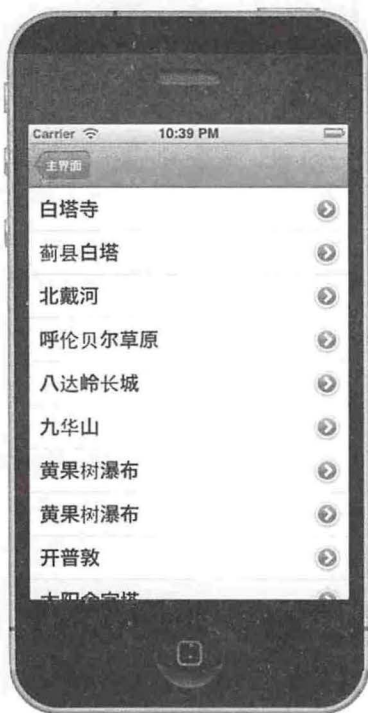 Carrier 10:39 PM
主界面
白塔寺
蓟县白塔
北戴河
呼伦贝尔草原
八达岭长城
九华山
黄果树瀑布
黄果树瀑布
开普敦